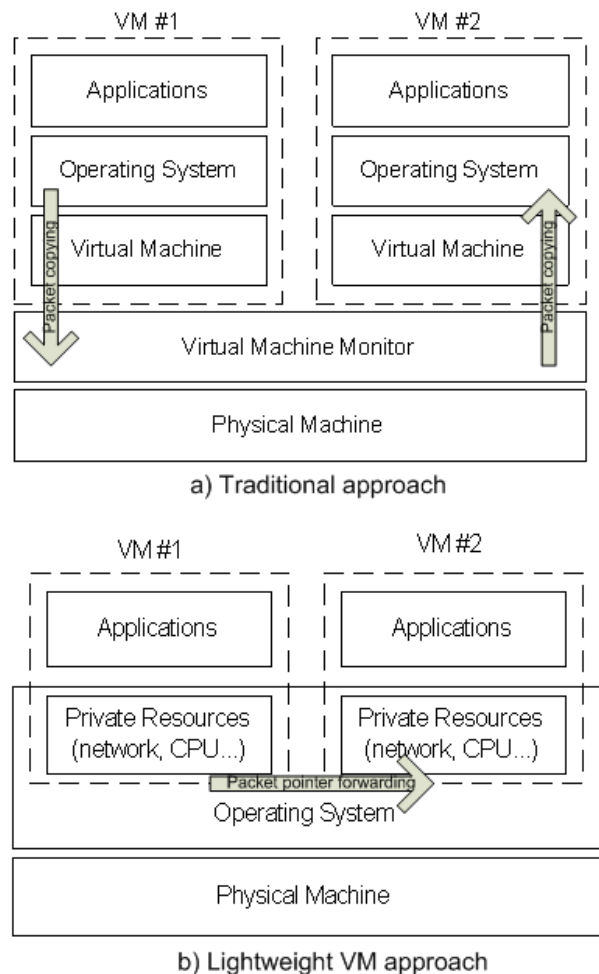 VM #1
VM #2
Applications
Applications
Operating System
Operating System
Virtual Machine
Virtual Machine
Packet copying
Packet copying
Virtual Machine Monitor
Physical Machine
a) Traditional approach
VM #1
VM #2
Applications
Applications
Private Resources
(network, CPU...)
Private Resources
(network, CPU...)
Packet pointer forwarding
Operating System
Physical Machine
b) Lightweight VM approach